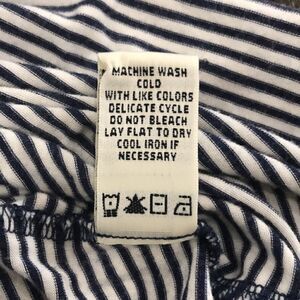 MACHINE WASH
COLD
WITH LIKE COLORS
DELICATE CYCLE
DO NOT BLEACH
LAY FLAT TO DRY
COOL IRON IF
NECESSARY